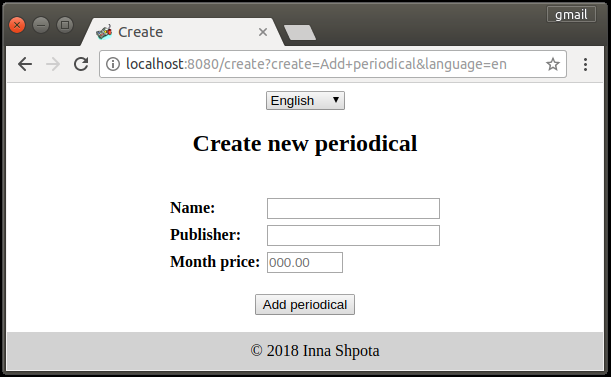 gmail
Create
localhost:8080/create?create=Add+periodical&language=en
English
Create new periodical
Name:
Publisher:
Month price: 000.00
Add periodical
© 2018 Inna Shpota